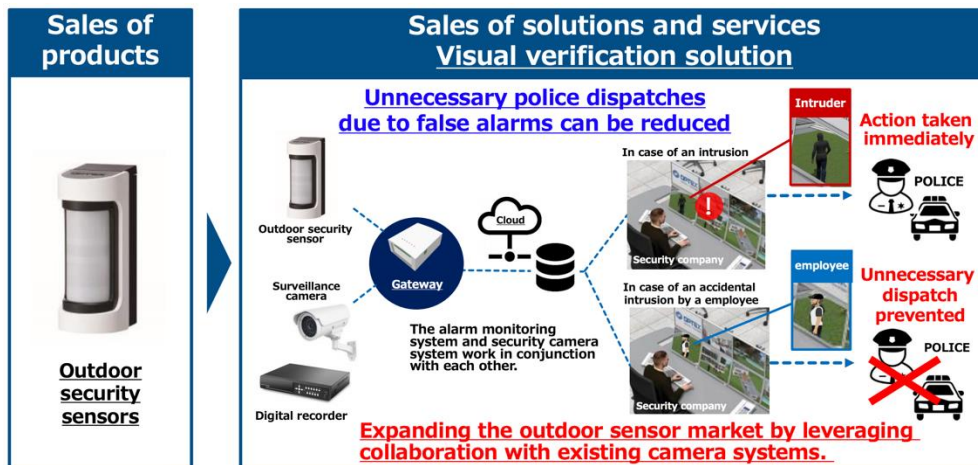 Sales of
products
Outdoor
security
sensors
Sales of solutions and services
Visual verification solution
Unnecessary police dispatches
due to false alarms can be reduced
Outdoor security
sensor
Surveillance
camera
Digital recorder
Gateway
Cloud
The alarm monitoring
system and security camera
system work in conjunction
with each other.
In case of an intrusion
Security company
Intruder
Action taken
immediately
POLICE
In case of an accidental
intrusion by a employee
Security company
employee
Unnecessary
dispatch
prevented
POLICE
Expanding the outdoor sensor market by leveraging
collaboration with existing camera systems.